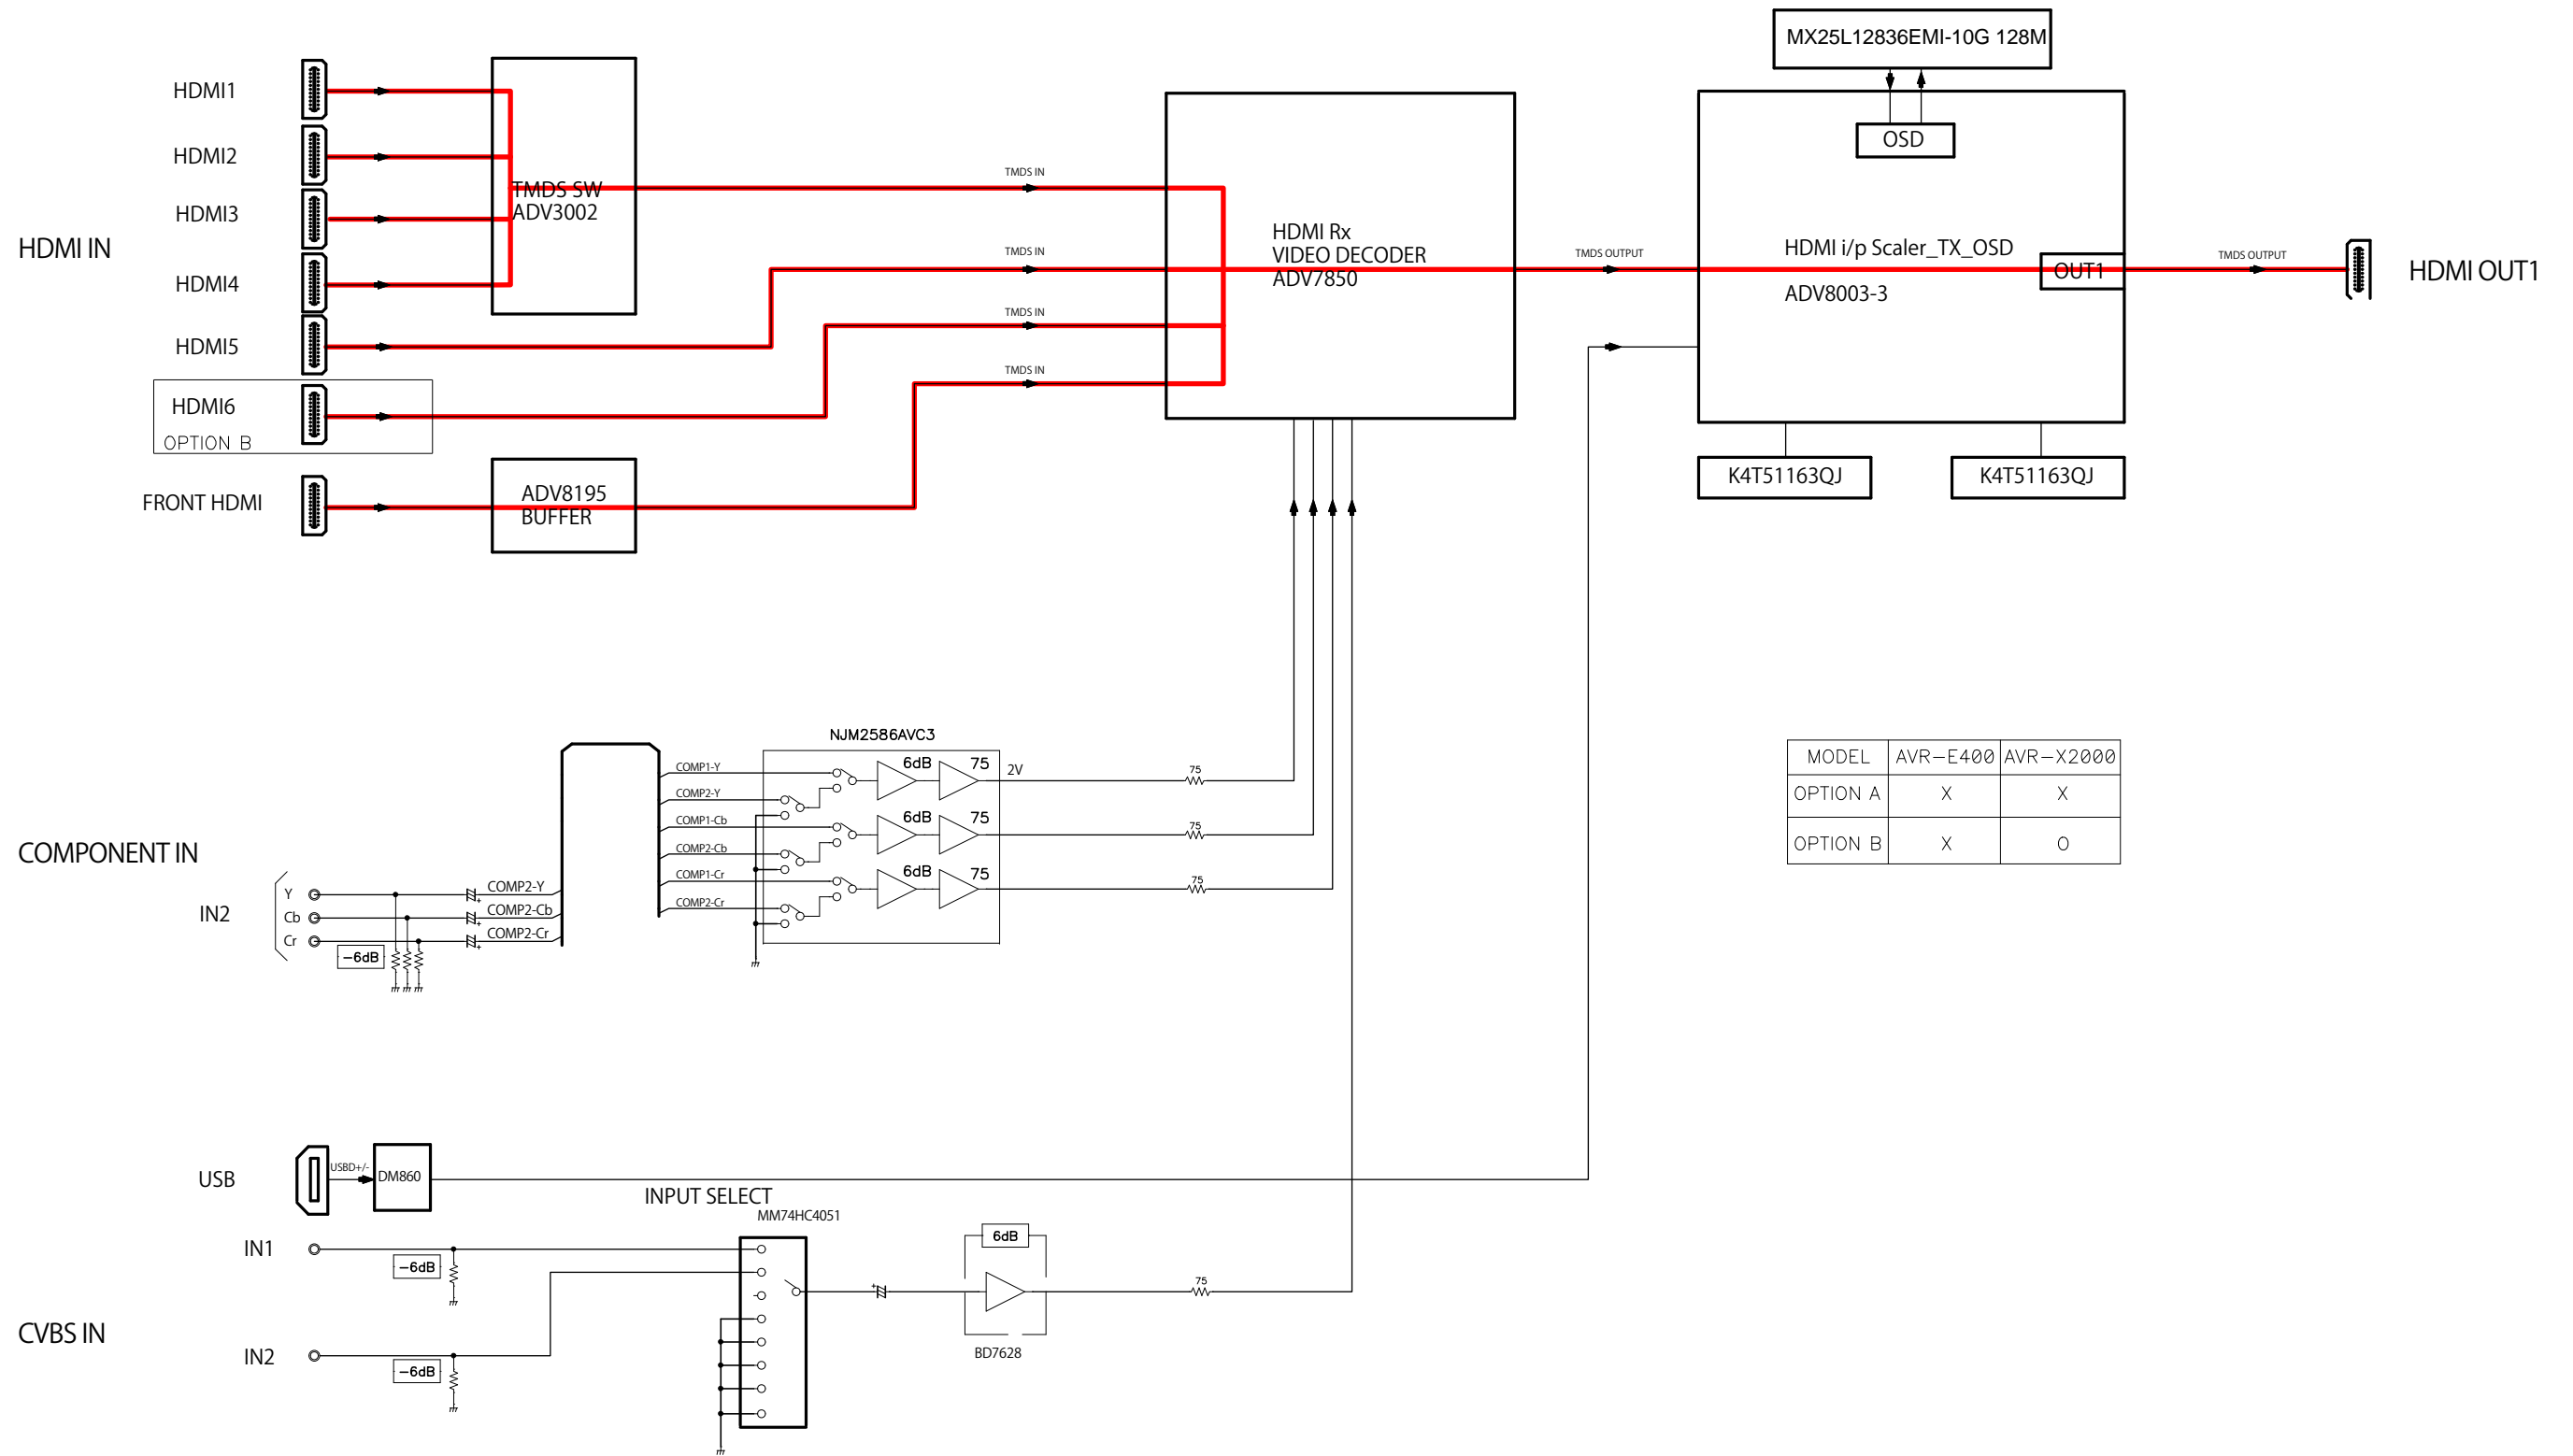 MX25L12836EMI-10G 128M
OSD
HDMI IN
HDMI1
HDMI2
HDMI3
HDMI4
HDMI5
HDMI6
OPTION B
FRONT HDMI
TMDS SW
ADV3002
ADV8195
BUFFER
TMDS IN
TMDS IN
TMDS IN
TMDS IN
HDMI Rx
VIDEO DECODER
ADV7850
TMDS OUTPUT
HDMI i/p Scaler_TX_OSD
ADV8003-3
OUT1
TMDS OUTPUT
HDMI OUT1
K4T51163QJ
K4T51163QJ
COMPONENT IN
IN2
Y
Cb
Cr
-6dB
COMP2-Y
COMP2-Cb
COMP2-Cr
COMP1-Y
COMP2-Y
COMP1-Cb
COMP2-Cb
COMP1-Cr
COMP2-Cr
NJM2586AVC3
6dB 75 2V
6dB 75
6dB 75
75
75
75
MODEL AVR-E400 AVR-X2000
OPTION A X X
OPTION B X O
USB
USBD+/-
DM860
INPUT SELECT
MM74HC4051
CVBS IN
IN1
-6dB
IN2
-6dB
+
6dB
BD7628
75